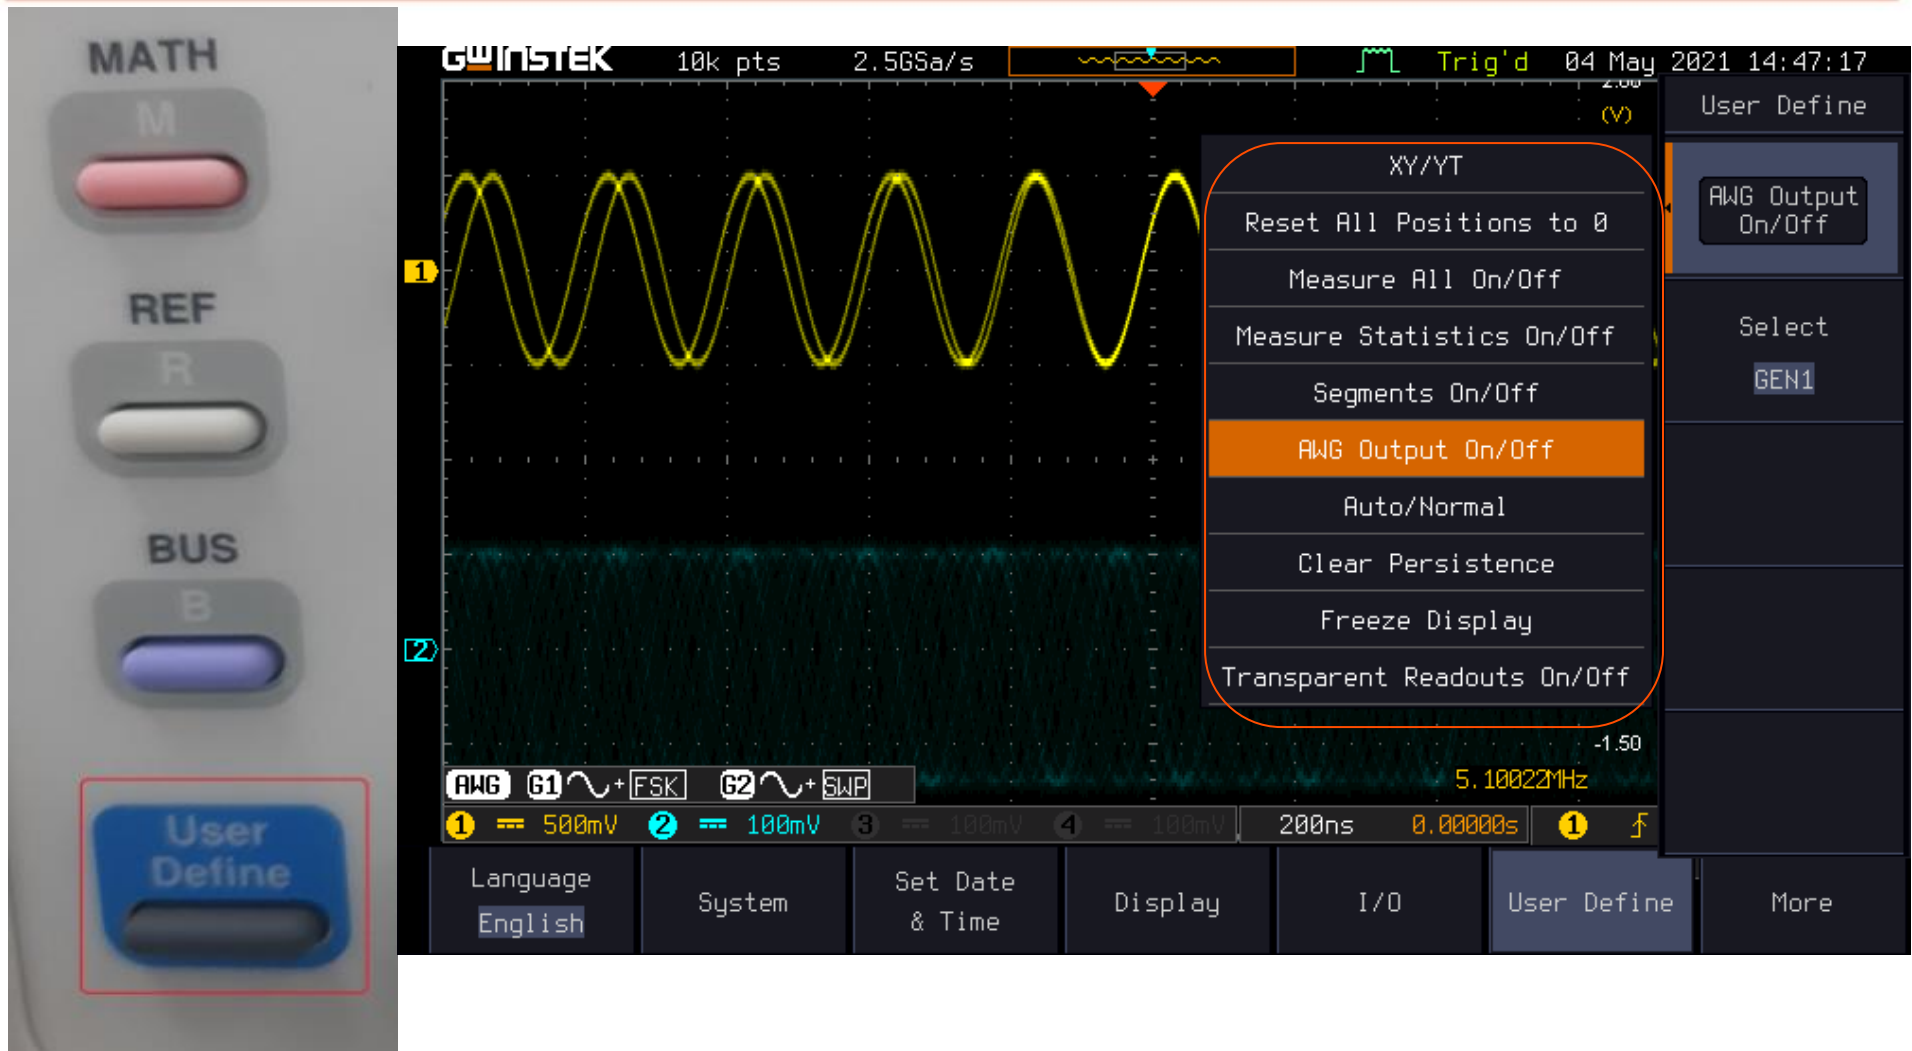 MATH
M
REF
R
BUS
B
User
Define
GWINSTEK 10k pts 2.5GSa/s Trig'd 04 May 2021 14:47:17
2.00
(V)
1
2
XY/YT
Reset All Positions to 0
Measure All On/Off
Measure Statistics On/Off
Segments On/Off
AWG Output On/Off
Auto/Normal
Clear Persistence
Freeze Display
Transparent Readouts On/Off
-1.50
5.10022MHz
AWG G1 + FSK G2 + SWP
1 500mV 2 100mV 3 100mV 4 100mV 200ns 0.00000s 1
User Define
AWG Output
On/Off
Select
GEN1
Language
English
System
Set Date
& Time
Display
I/O
User Define
More